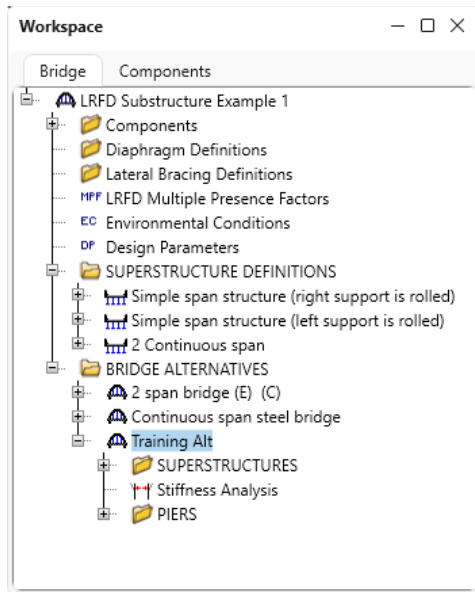 Workspace
Bridge Components
LRFD Substructure Example 1
Components
Diaphragm Definitions
Lateral Bracing Definitions
MPF LRFD Multiple Presence Factors
EC Environmental Conditions
DP Design Parameters
SUPERSTRUCTURE DEFINITIONS
Simple span structure (right support is rolled)
Simple span structure (left support is rolled)
2 Continuous span
BRIDGE ALTERNATIVES
2 span bridge (E) (C)
Continuous span steel bridge
Training Alt
SUPERSTRUCTURES
Stiffness Analysis
PIERS